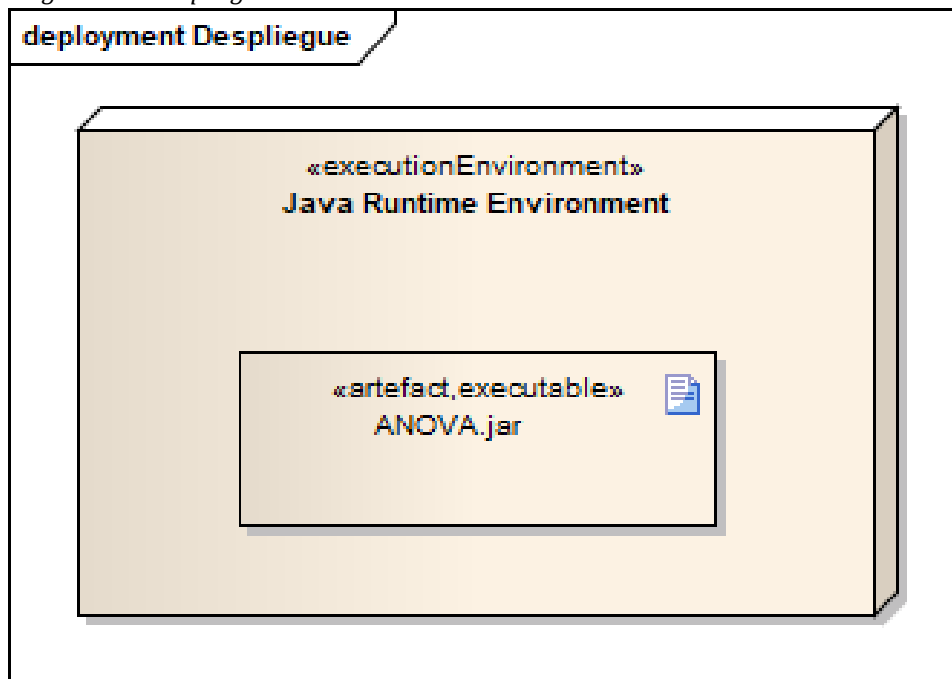 deployment Despliegue
«executionEnvironment»
Java Runtime Environment
«artefact,executable»
ANOVA.jar